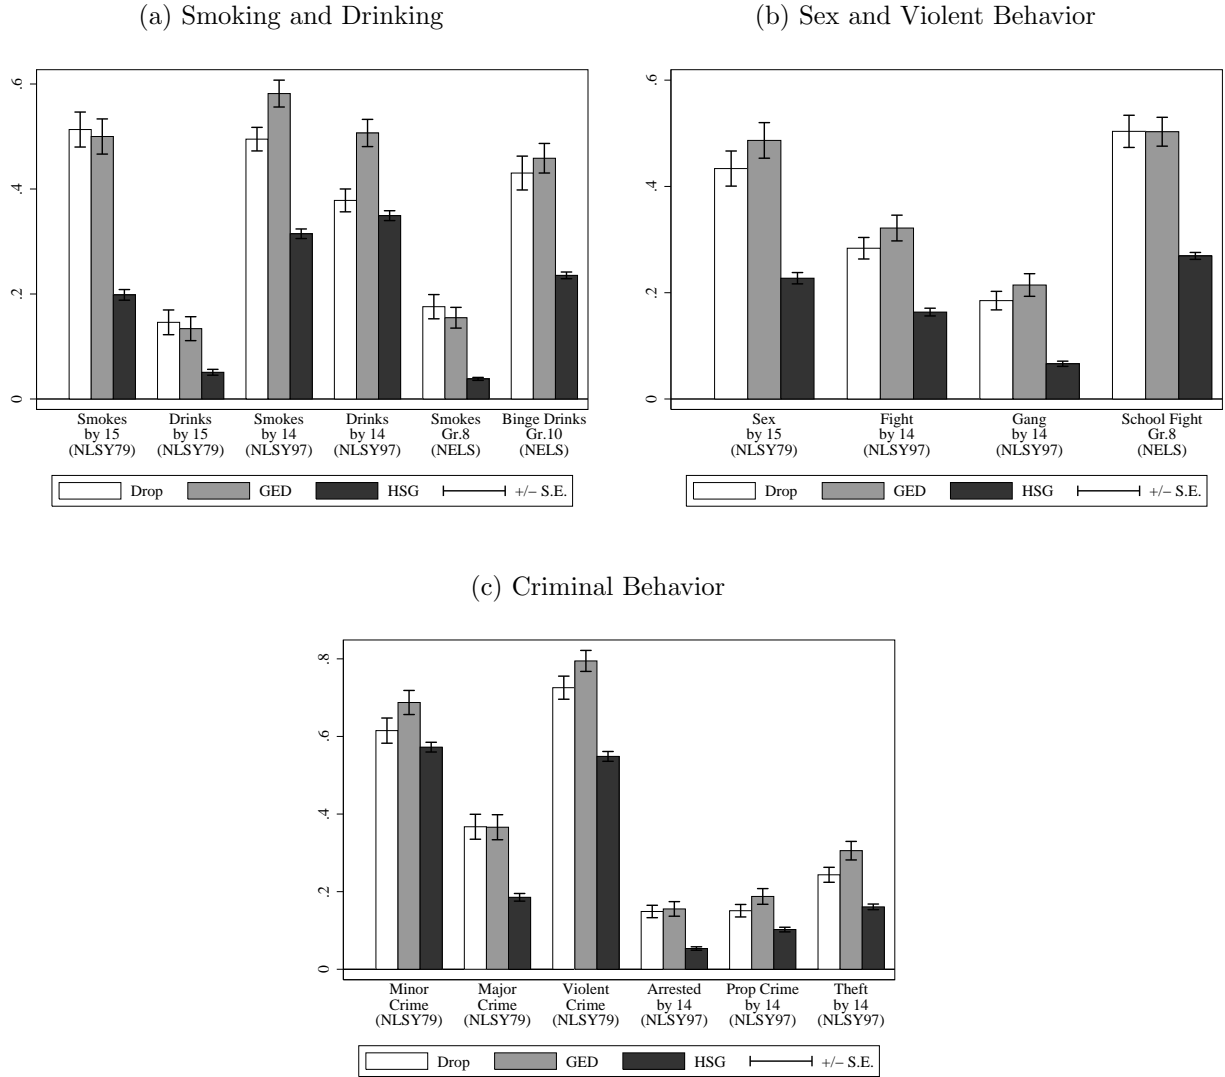 (a) Smoking and Drinking
.6
.4
.2
0
Smokes by 15 (NLSY79)
Drinks by 15 (NLSY79)
Smokes by 14 (NLSY97)
Drinks by 14 (NLSY97)
Smokes Gr.8 (NELS)
Binge Drinks Gr.10 (NELS)
Drop GED HSG +/− S.E.
(b) Sex and Violent Behavior
.6
.4
.2
0
Sex by 15 (NLSY79)
Fight by 14 (NLSY97)
Gang by 14 (NLSY97)
School Fight Gr.8 (NELS)
Drop GED HSG +/− S.E.
(c) Criminal Behavior
.8
.6
.4
.2
0
Minor Crime (NLSY79)
Major Crime (NLSY79)
Violent Crime (NLSY79)
Arrested by 14 (NLSY97)
Prop Crime by 14 (NLSY97)
Theft by 14 (NLSY97)
Drop GED HSG +/− S.E.